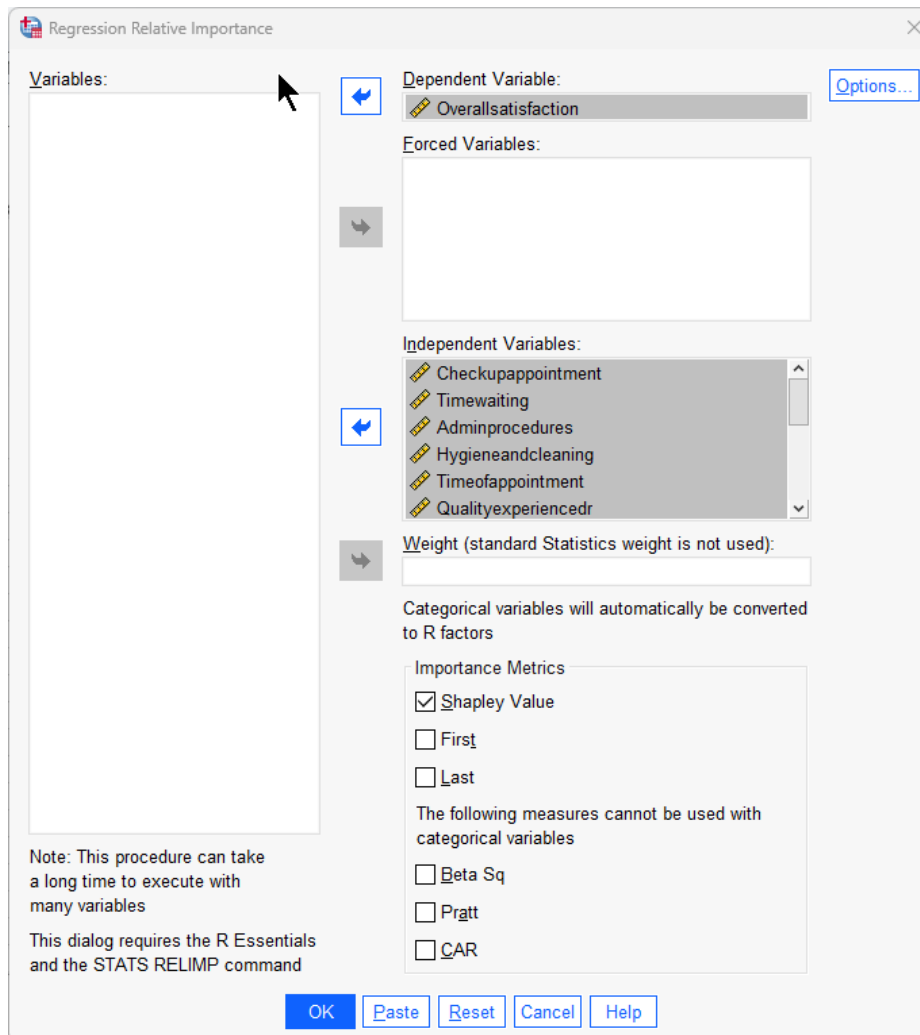 Regression Relative Importance
Variables:
Dependent Variable:
Options...
Overallsatisfaction
Forced Variables:
Independent Variables:
Checkupappointment
Timewaiting
Adminprocedures
Hygieneandcleaning
Timeofappointment
Qualityexperiencedr
Weight (standard Statistics weight is not used):
Categorical variables will automatically be converted
to R factors
Importance Metrics
Shapley Value
First
Last
The following measures cannot be used with
categorical variables
Beta Sq
Pratt
CAR
Note: This procedure can take
a long time to execute with
many variables
This dialog requires the R Essentials
and the STATS RELIMP command
OK
Paste
Reset
Cancel
Help